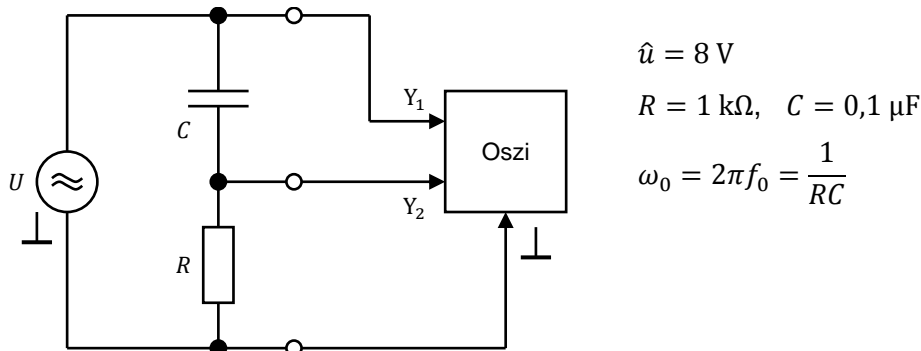 Y₁
C
Oszi
U
Y₂
R
û = 8 V
R = 1 kΩ, C = 0,1 µF
ω₀ = 2πf₀ = 1/RC